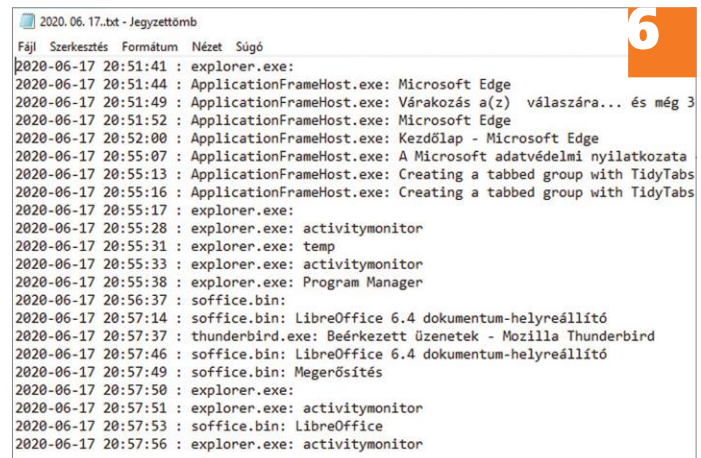 2020. 06. 17..txt - Jegyzettömb
6
Fájl Szerkesztés Formátum Nézet Súgó
2020-06-17 20:51:41 : explorer.exe:
2020-06-17 20:51:44 : ApplicationFrameHost.exe: Microsoft Edge
2020-06-17 20:51:49 : ApplicationFrameHost.exe: Várakozás a(z) válaszára... és még 3
2020-06-17 20:51:52 : ApplicationFrameHost.exe: Microsoft Edge
2020-06-17 20:52:00 : ApplicationFrameHost.exe: Kezdőlap - Microsoft Edge
2020-06-17 20:55:07 : ApplicationFrameHost.exe: A Microsoft adatvédelmi nyilatkozata
2020-06-17 20:55:13 : ApplicationFrameHost.exe: Creating a tabbed group with TidyTabs
2020-06-17 20:55:16 : ApplicationFrameHost.exe: Creating a tabbed group with TidyTabs
2020-06-17 20:55:17 : explorer.exe:
2020-06-17 20:55:28 : explorer.exe: activitymonitor
2020-06-17 20:55:31 : explorer.exe: temp
2020-06-17 20:55:33 : explorer.exe: activitymonitor
2020-06-17 20:55:38 : explorer.exe: Program Manager
2020-06-17 20:56:37 : soffice.bin:
2020-06-17 20:57:14 : soffice.bin: LibreOffice 6.4 dokumentum-helyreállító
2020-06-17 20:57:37 : thunderbird.exe: Beérkezett üzenetek - Mozilla Thunderbird
2020-06-17 20:57:46 : soffice.bin: LibreOffice 6.4 dokumentum-helyreállító
2020-06-17 20:57:49 : soffice.bin: Megerősítés
2020-06-17 20:57:50 : explorer.exe:
2020-06-17 20:57:51 : explorer.exe: activitymonitor
2020-06-17 20:57:53 : soffice.bin: LibreOffice
2020-06-17 20:57:56 : explorer.exe: activitymonitor